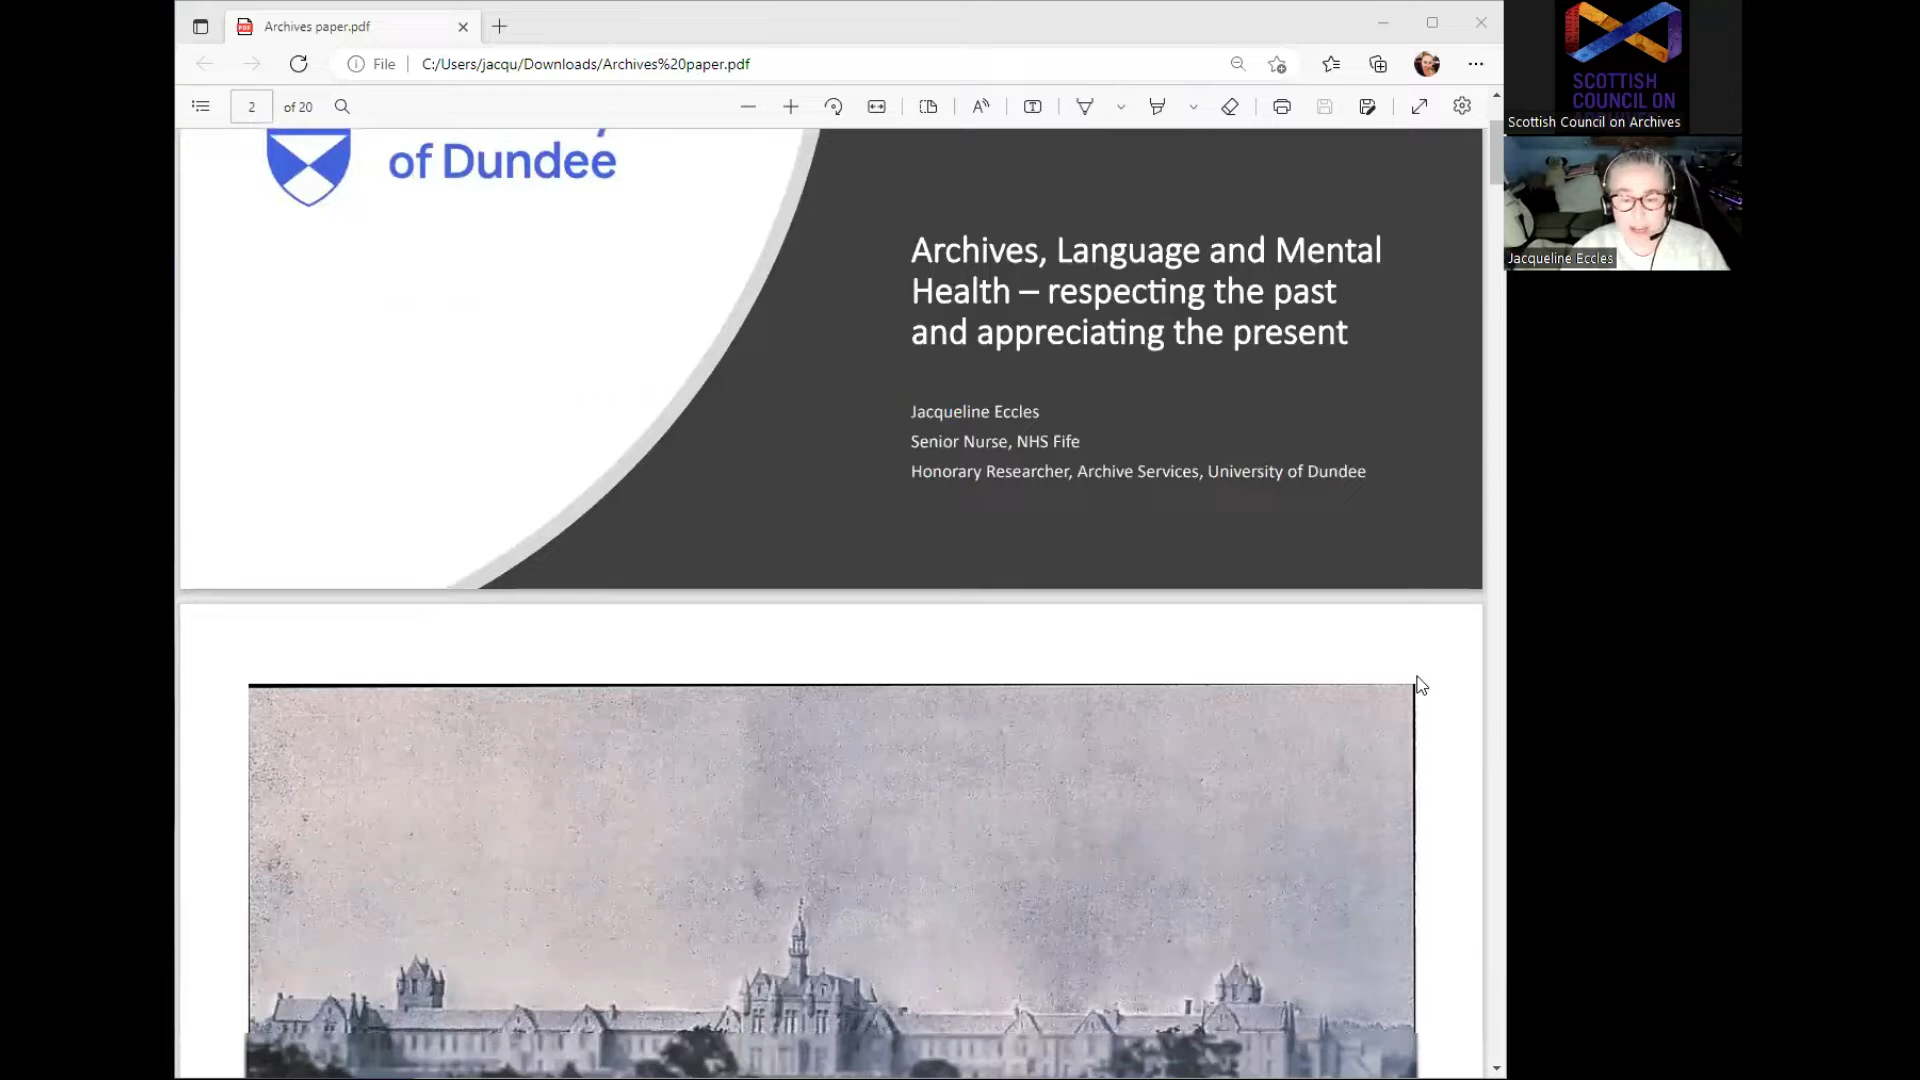 Archives paper.pdf
File
C:/Users/jacqu/Downloads/Archives%20paper.pdf
2 of 20
of Dundee
Archives, Language and Mental
Health – respecting the past
and appreciating the present
Jacqueline Eccles
Senior Nurse, NHS Fife
Honorary Researcher, Archive Services, University of Dundee
SCOTTISH
COUNCIL ON
Scottish Council on Archives
Jacqueline Eccles